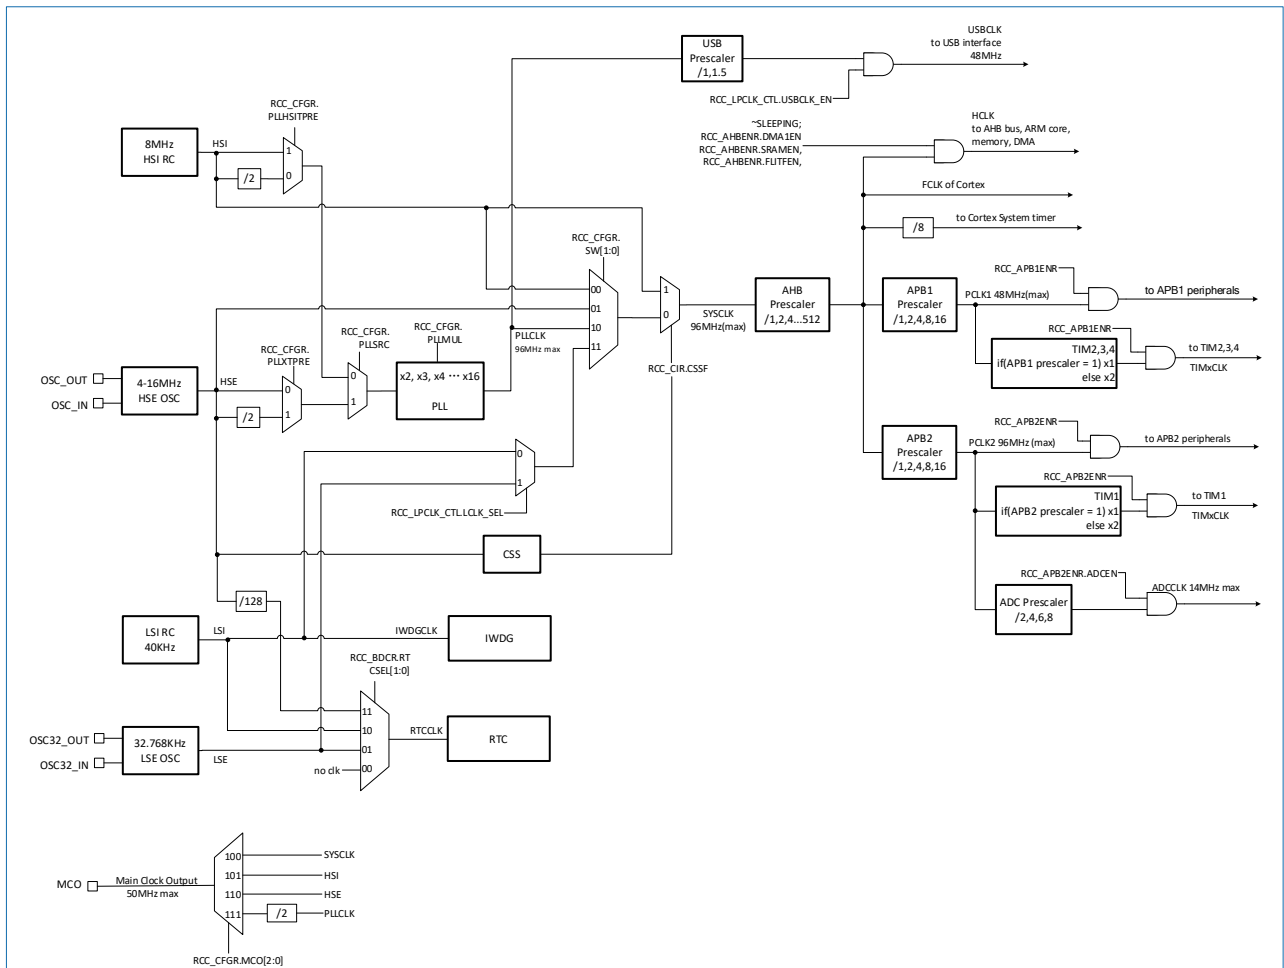 USBCLK
to USB interface
48MHz
USB
Prescaler
/1,1.5
RCC_LPCLK_CTL.USBCLK_EN
RCC_CFGR.
PLLHSITPRE
8MHz
HSI RC
HSI
1
/2
0
~SLEEPING;
RCC_AHBENR.DMA1EN
RCC_AHBENR.SRAMEN,
RCC_AHBENR.FLITFEN,
HCLK
to AHB bus, ARM core,
memory, DMA
FCLK of Cortex
/8
to Cortex System timer
RCC_CFGR.
SW[1:0]
00
01
10
11
1
0
SYSCLK
96MHz(max)
RCC_CIR.CSSF
AHB
Prescaler
/1,2,4...512
APB1
Prescaler
/1,2,4,8,16
PCLK1 48MHz(max)
RCC_APB1ENR
to APB1 peripherals
RCC_APB1ENR
TIM2,3,4
if(APB1 prescaler = 1) x1
else x2
to TIM2,3,4
TIMxCLK
PLLCLK
96MHz max
RCC_CFGR.
PLLMUL
RCC_CFGR.
PLLSRC
RCC_CFGR.
PLLXTPRE
x2, x3, x4 ··· x16
PLL
0
1
OSC_OUT
OSC_IN
4-16MHz
HSE OSC
HSE
0
/2
1
APB2
Prescaler
/1,2,4,8,16
PCLK2 96MHz (max)
RCC_APB2ENR
to APB2 peripherals
RCC_APB2ENR
TIM1
if(APB2 prescaler = 1) x1
else x2
to TIM1
TIMxCLK
0
1
RCC_LPCLK_CTL.LCLK_SEL
CSS
RCC_APB2ENR.ADCEN
ADC Prescaler
/2,4,6,8
ADCCLK 14MHz max
/128
LSI RC
40KHz
LSI
IWDGCLK
IWDG
RCC_BDCR.RT
CSEL[1:0]
11
10
01
00
no clk
RTCCLK
RTC
OSC32_OUT
OSC32_IN
32.768KHz
LSE OSC
LSE
MCO
Main Clock Output
50MHz max
100
SYSCLK
101
HSI
110
HSE
111
/2
PLLCLK
RCC_CFGR.MCO[2:0]